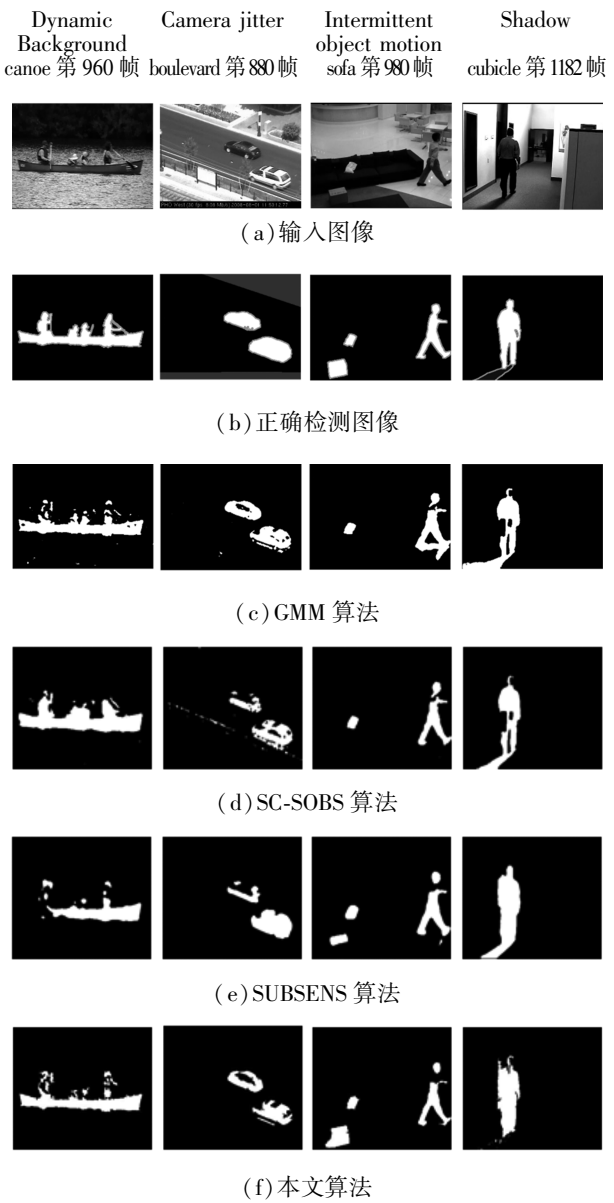 Dynamic Background
canoe 第 960 帧
Camera jitter
boulevard 第 880 帧
Intermittent object motion
sofa 第 980 帧
Shadow
cubicle 第 1182 帧
(a)输入图像
(b)正确检测图像
(c)GMM 算法
(d)SC-SOBS 算法
(e)SUBSENS 算法
(f)本文算法